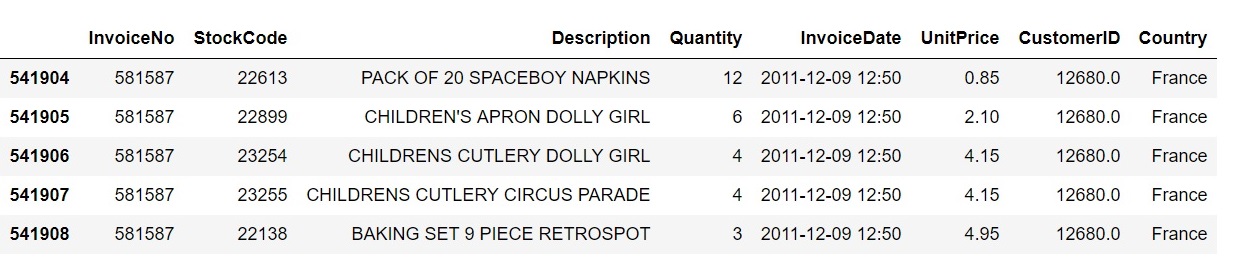 InvoiceNo StockCode Description Quantity InvoiceDate UnitPrice CustomerID Country
541904 581587 22613 PACK OF 20 SPACEBOY NAPKINS 12 2011-12-09 12:50 0.85 12680.0 France
541905 581587 22899 CHILDREN'S APRON DOLLY GIRL 6 2011-12-09 12:50 2.10 12680.0 France
541906 581587 23254 CHILDRENS CUTLERY DOLLY GIRL 4 2011-12-09 12:50 4.15 12680.0 France
541907 581587 23255 CHILDRENS CUTLERY CIRCUS PARADE 4 2011-12-09 12:50 4.15 12680.0 France
541908 581587 22138 BAKING SET 9 PIECE RETROSPOT 3 2011-12-09 12:50 4.95 12680.0 France